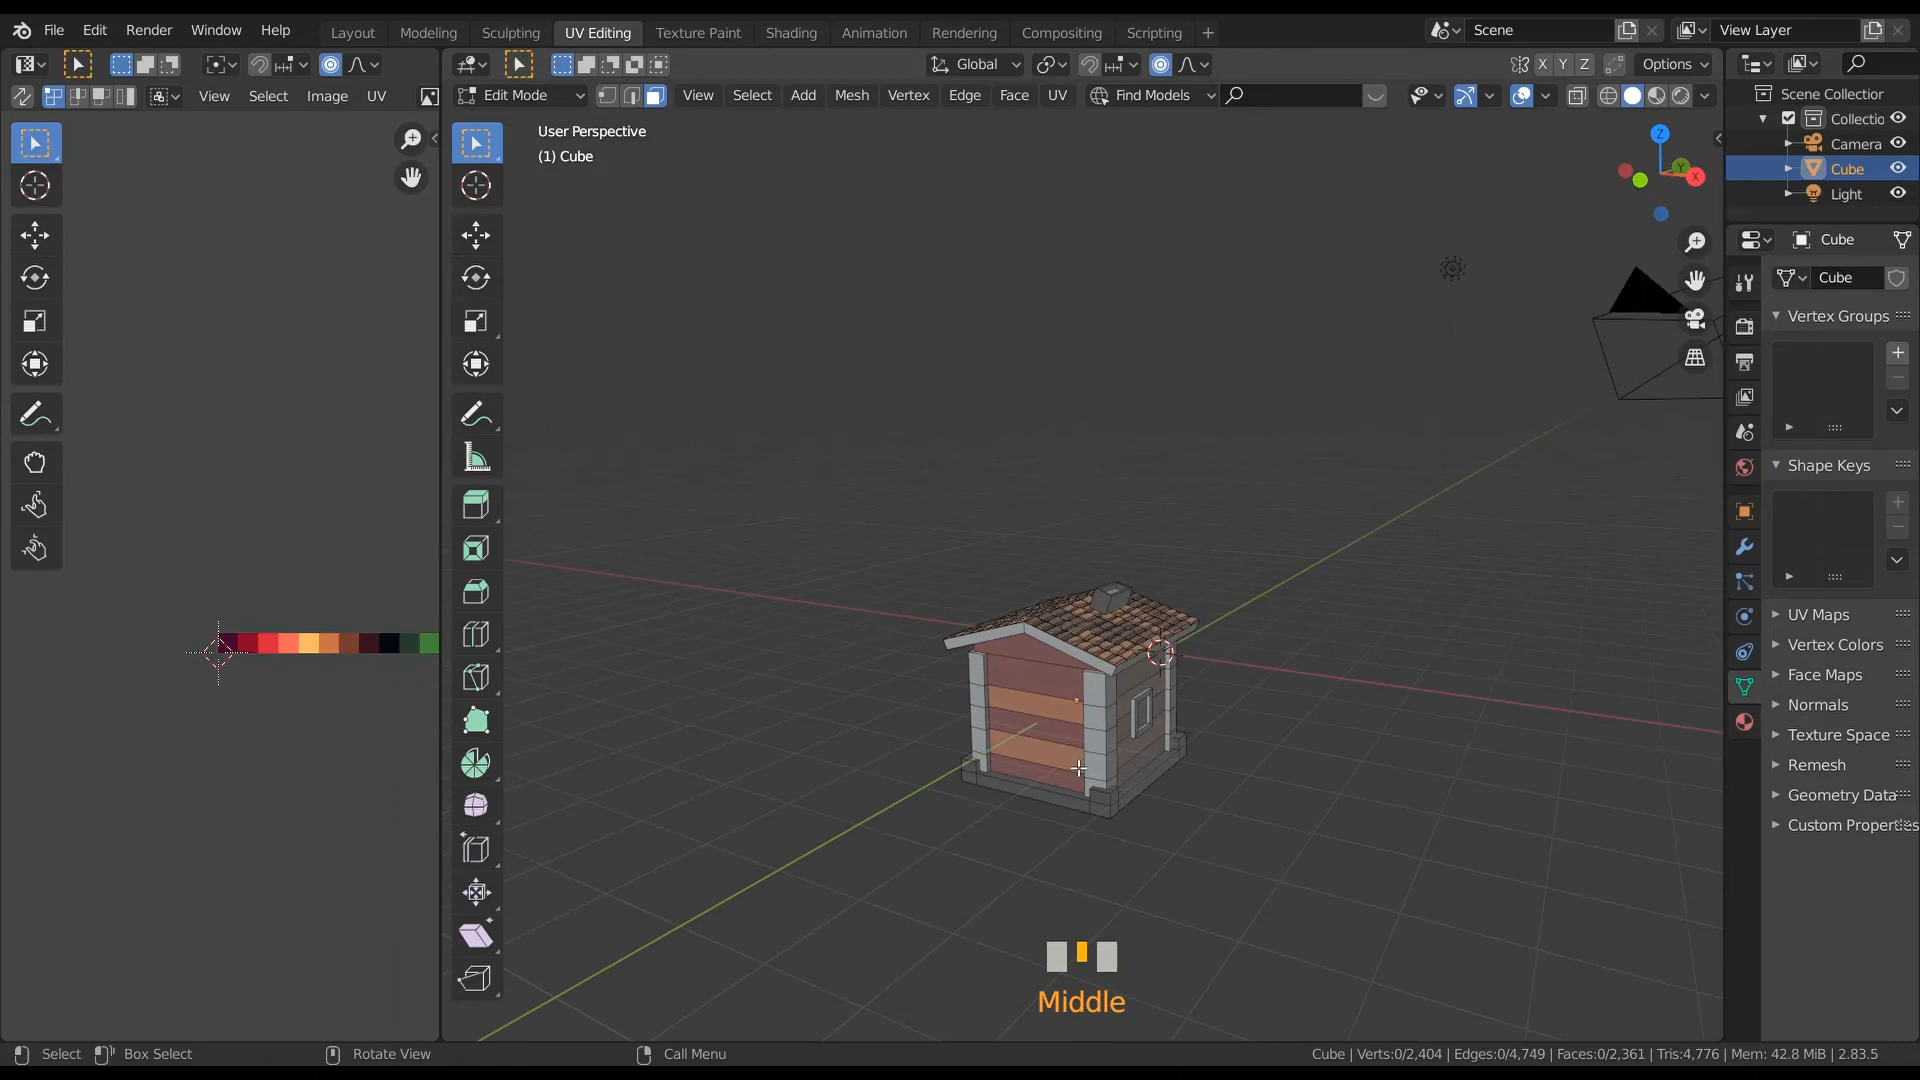 File Edit Render Window Help
Layout Modeling Sculpting UV Editing Texture Paint Shading Animation Rendering Compositing Scripting +
Scene
View Layer
Global
X Y Z
Options
View Select Image UV
Edit Mode
View Select Add Mesh Vertex Edge Face UV
Find Models
User Perspective
(1) Cube
Z
Y
X
Scene Collection
Collectio
Camera
Cube
Light
Cube
Cube
Vertex Groups
Shape Keys
UV Maps
Vertex Colors
Face Maps
Normals
Texture Space
Remesh
Geometry Data
Custom Properties
Middle
Select
Box Select
Rotate View
Call Menu
Cube | Verts:0/2,404 | Edges:0/4,749 | Faces:0/2,361 | Tris:4,776 | Mem: 42.8 MiB | 2.83.5